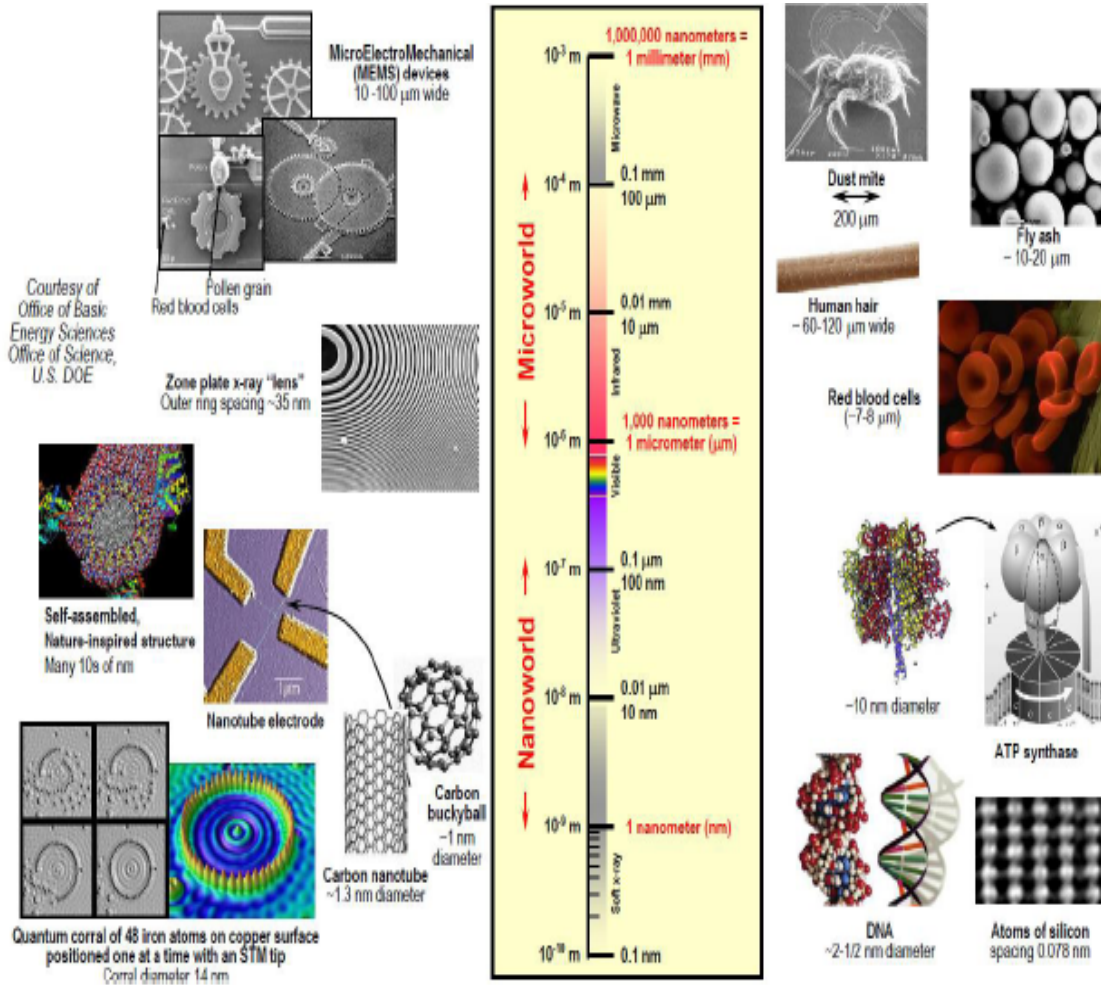 MicroElectroMechanical
(MEMS) devices
10 -100 μm wide
Pollen grain
Red blood cells
Courtesy of
Office of Basic
Energy Sciences
Office of Science,
U.S. DOE
Zone plate x-ray “lens”
Outer ring spacing ~35 nm
Self-assembled,
Nature-inspired structure
Many 10s of nm
1μm
Nanotube electrode
Carbon
buckyball
~1 nm
diameter
Carbon nanotube
~1.3 nm diameter
Quantum corral of 48 iron atoms on copper surface
positioned one at a time with an STM tip
Corral diameter 14 nm
1,000,000 nanometers =
10-3 m
1 millimeter (mm)
Microwave
0.1 mm
10-4 m
100 μm
Microworld
0.01 mm
10-5 m
10 μm
Infrared
1,000 nanometers =
10-6 m
1 micrometer (μm)
Visible
0.1 μm
10-7 m
100 nm
Nanoworld
Ultraviolet
0.01 μm
10-8 m
10 nm
10-9 m
1 nanometer (nm)
Soft x-ray
10-10 m
0.1 nm
Dust mite
200 μm
Fly ash
~ 10-20 μm
Human hair
~ 60-120 μm wide
Red blood cells
(~7-8 μm)
~10 nm diameter
ATP synthase
DNA
~2-1/2 nm diameter
Atoms of silicon
spacing 0.078 nm